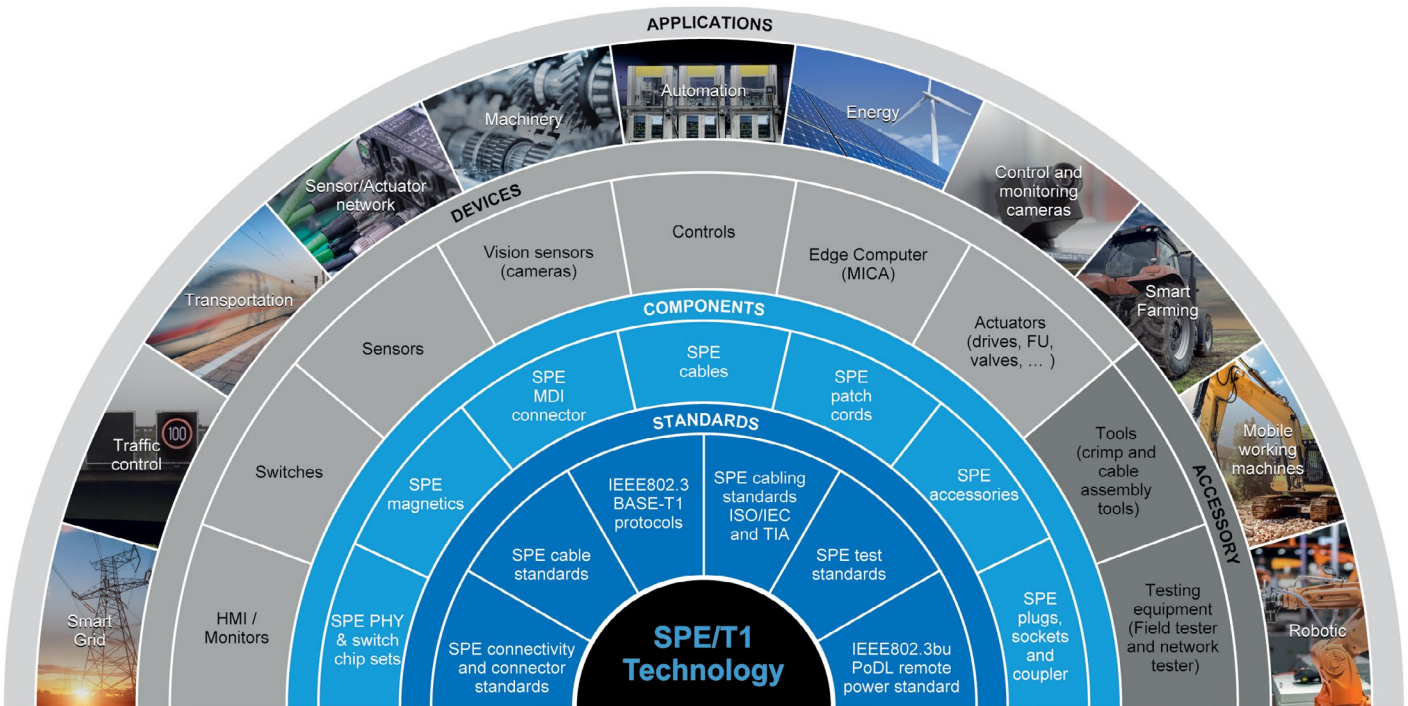 APPLICATIONS
Smart
Grid
Traffic
control
100
Transportation
Sensor/Actuator
network
Machinery
Automation
Energy
Control and
monitoring
cameras
Smart
Farming
Mobile
working
machines
Robotic
DEVICES
HMI /
Monitors
Switches
Sensors
Vision sensors
(cameras)
Controls
Edge Computer
(MICA)
Actuators
(drives, FU,
valves, ... )
ACCESSORY
Tools
(crimp and
cable
assembly
tools)
Testing
equipment
(Field tester
and network
tester)
COMPONENTS
SPE PHY
& switch
chip sets
SPE
magnetics
SPE
MDI
connector
SPE
cables
SPE
patch
cords
SPE
accessories
SPE
plugs,
sockets
and
coupler
STANDARDS
SPE connectivity
and connector
standards
SPE cable
standards
IEEE802.3
BASE-T1
protocols
SPE cabling
standards
ISO/IEC
and TIA
SPE test
standards
IEEE802.3bu
PoDL remote
power standard
SPE/T1
Technology